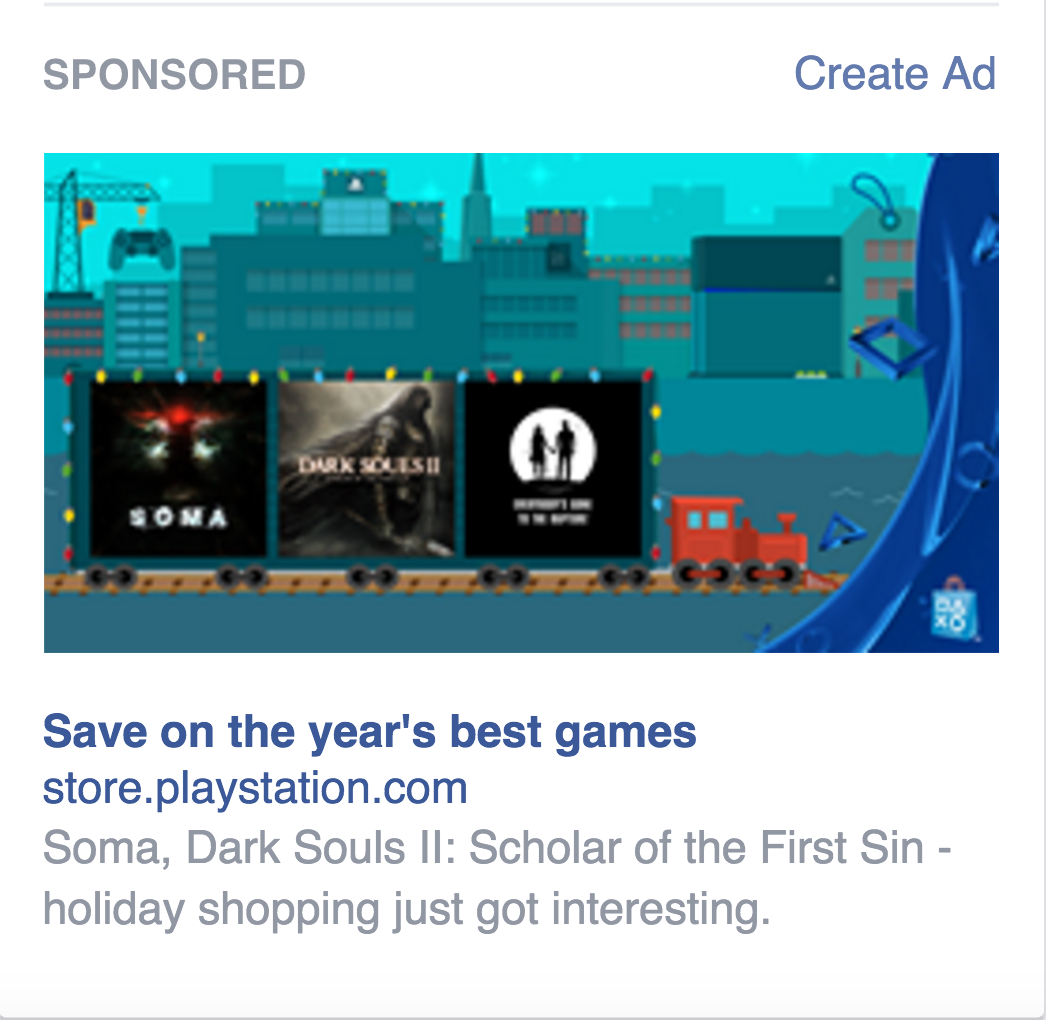 SPONSORED
Create Ad
SOMA
DARK SOULS II
EVERYBODY'S GONE
TO THE RAPTURE
Save on the year's best games
store.playstation.com
Soma, Dark Souls II: Scholar of the First Sin -
holiday shopping just got interesting.